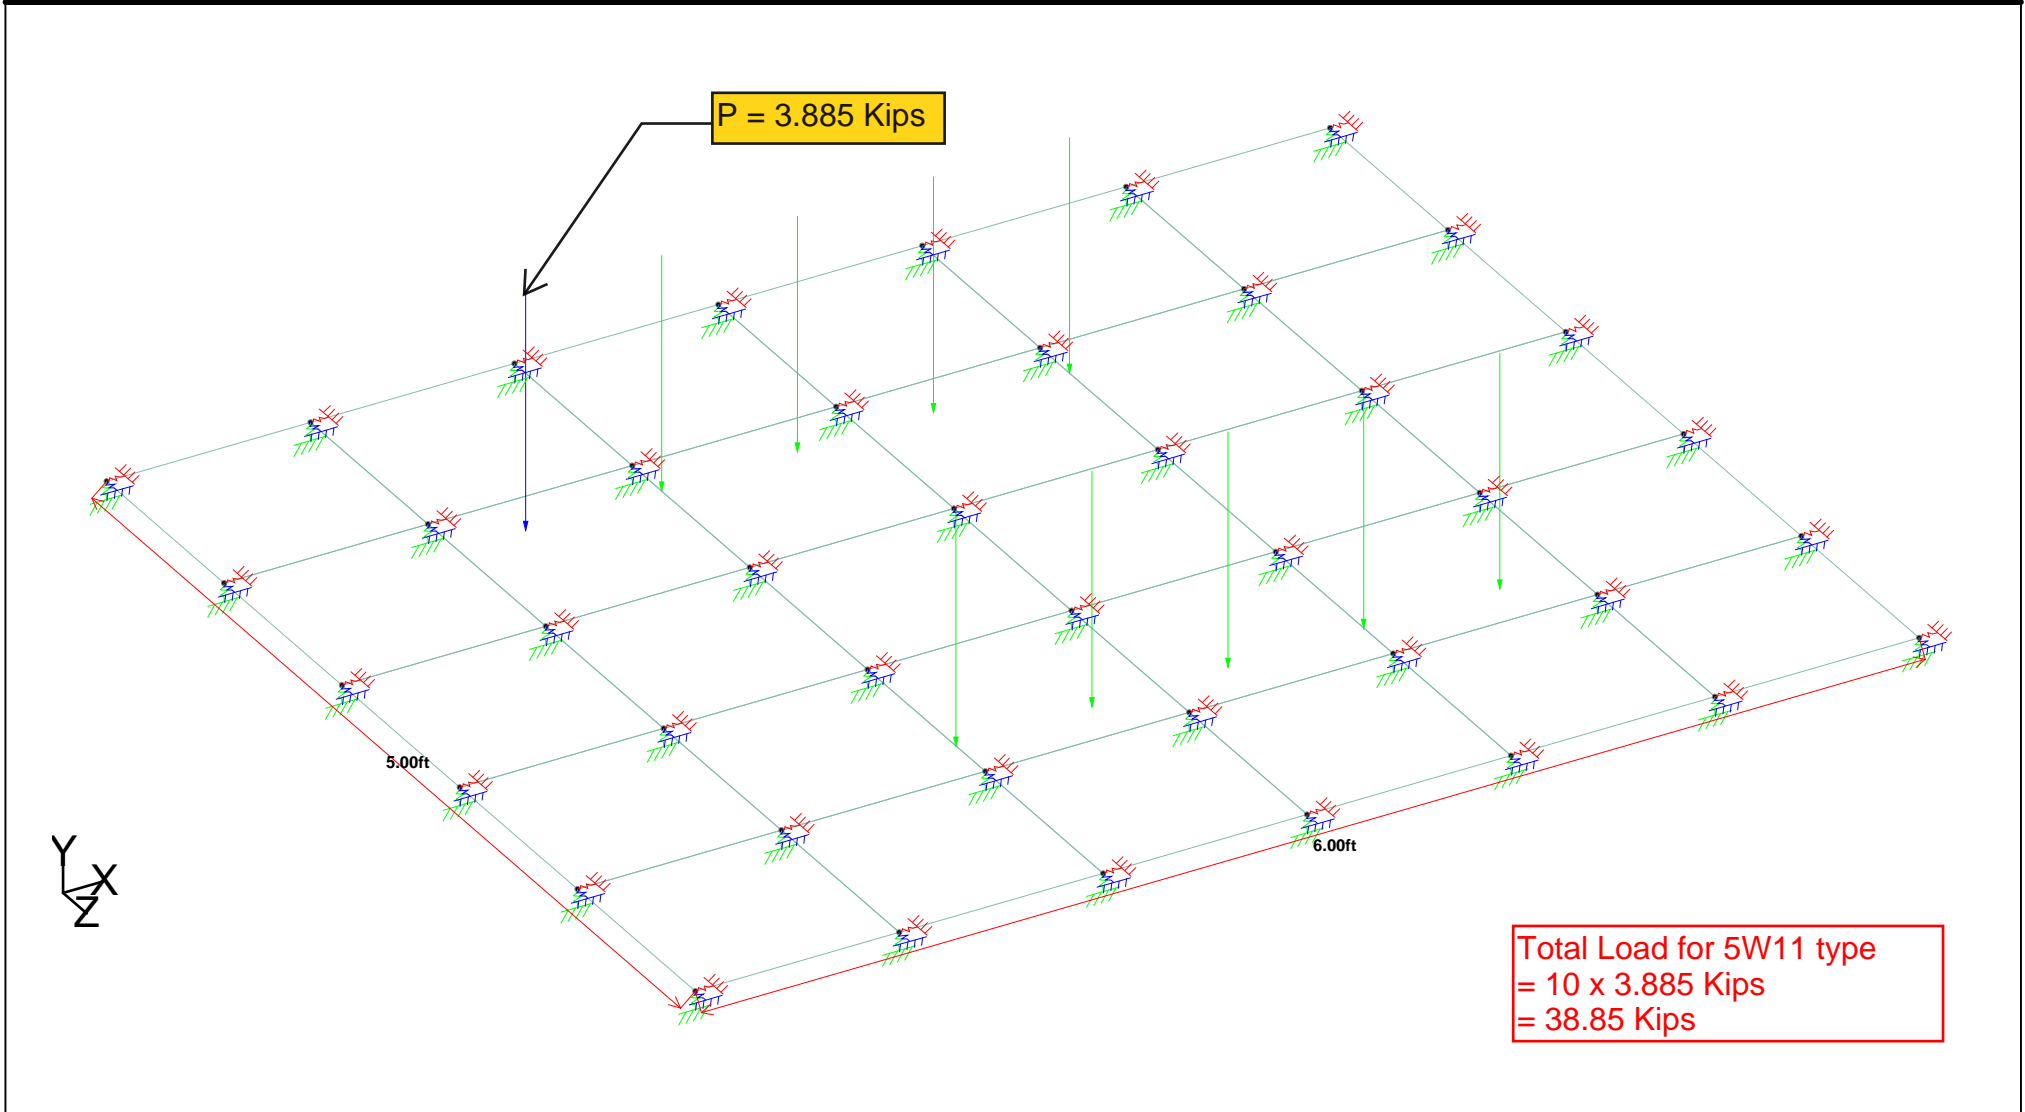 P = 3.885 Kips
5.00ft
6.00ft
Y
X
Z
Total Load for 5W11 type
= 10 x 3.885 Kips
= 38.85 Kips